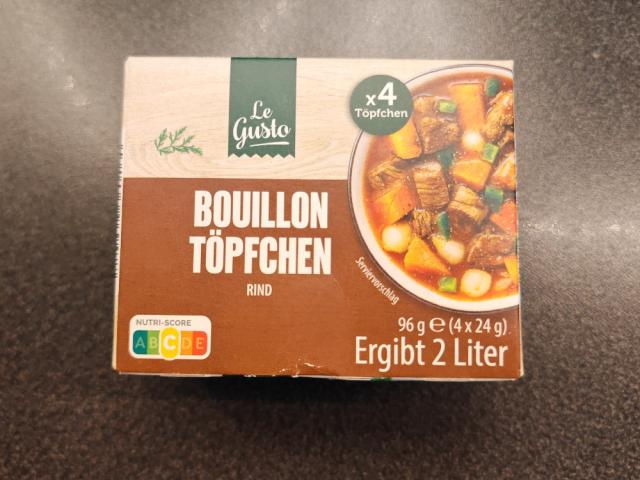 Le
Gusto
x4
Töpfchen
BOUILLON
TÖPFCHEN
RIND
Serviervorschlag
NUTRI-SCORE
A B C D E
96 g ℮ (4 x 24 g)
Ergibt 2 Liter